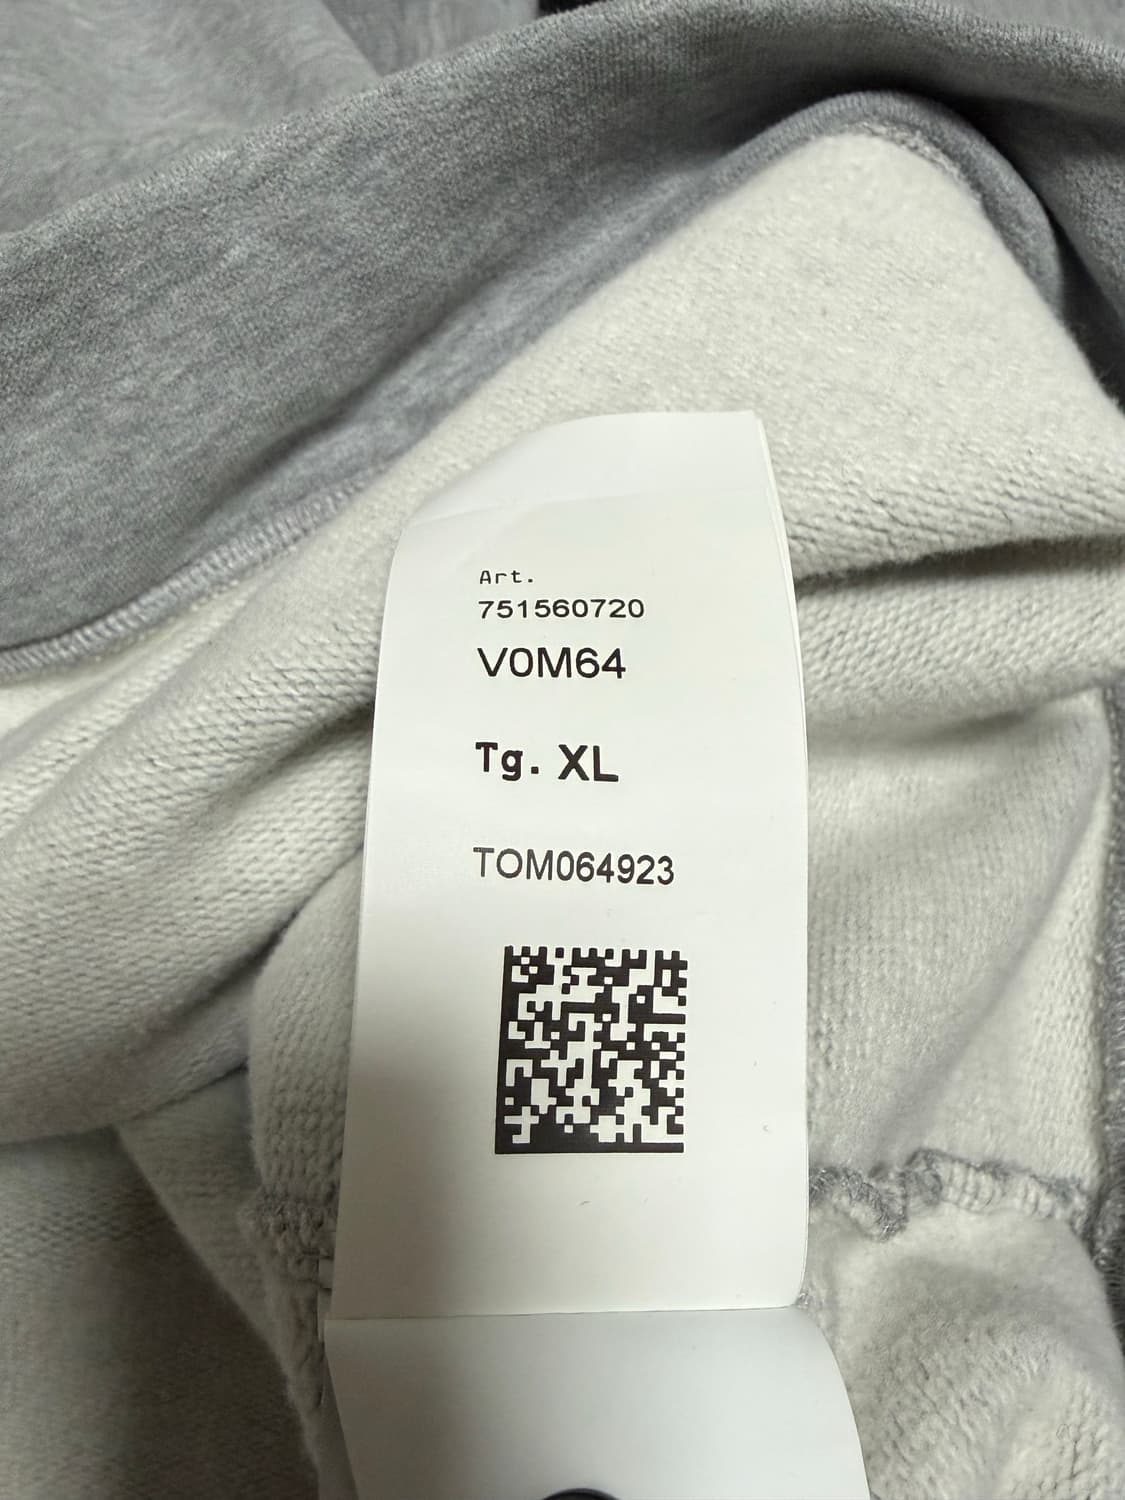 Art.
751560720
V0M64
Tg. XL
TOM064923